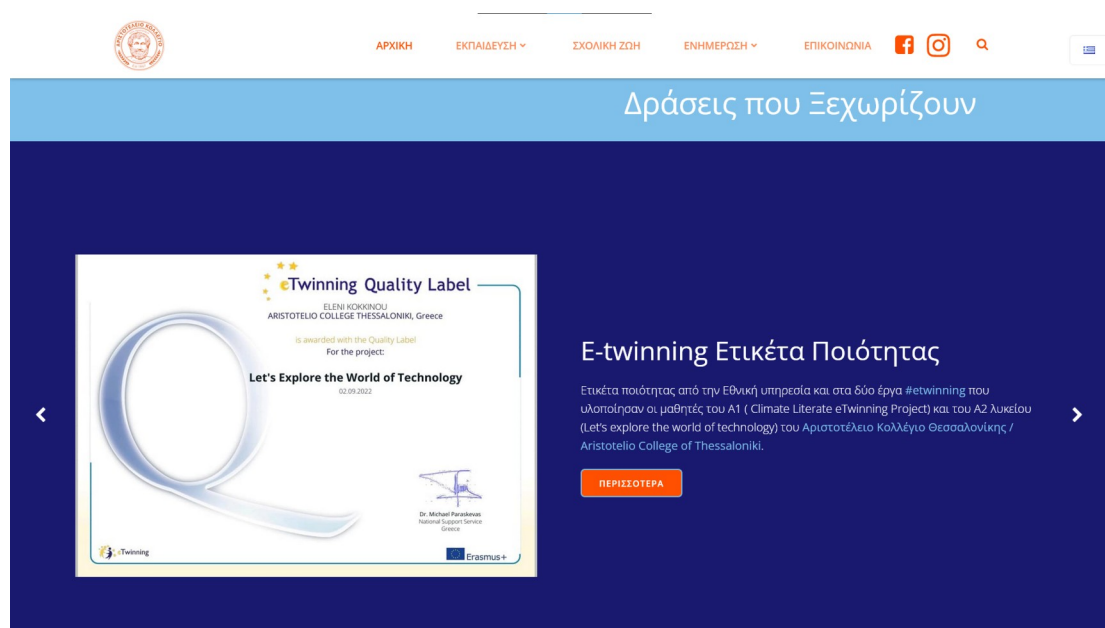 ΑΡΧΙΚΗ ΕΚΠΑΙΔΕΥΣΗ ΣΧΟΛΙΚΗ ΖΩΗ ΕΝΗΜΕΡΩΣΗ ΕΠΙΚΟΙΝΩΝΙΑ
Δράσεις που Ξεχωρίζουν
eTwinning Quality Label
ELENI KOKKINOU
ARISTOTELIO COLLEGE THESSALONIKI, Greece
is awarded with the Quality Label
For the project:
Let's Explore the World of Technology
02.09.2022
Dr. Michael Paraskevas
National Support Service
Greece
eTwinning
Erasmus+
E-twinning Ετικέτα Ποιότητας
Ετικέτα ποιότητας από την Εθνική υπηρεσία και στα δύο έργα #etwinning που
υλοποίησαν οι μαθητές του Α1 ( Climate Literate eTwinning Project) και του Α2 λυκείου
(Let's explore the world of technology) του Αριστοτέλειο Κολλέγιο Θεσσαλονίκης /
Aristotelio College of Thessaloniki.
ΠΕΡΙΣΣΟΤΕΡΑ